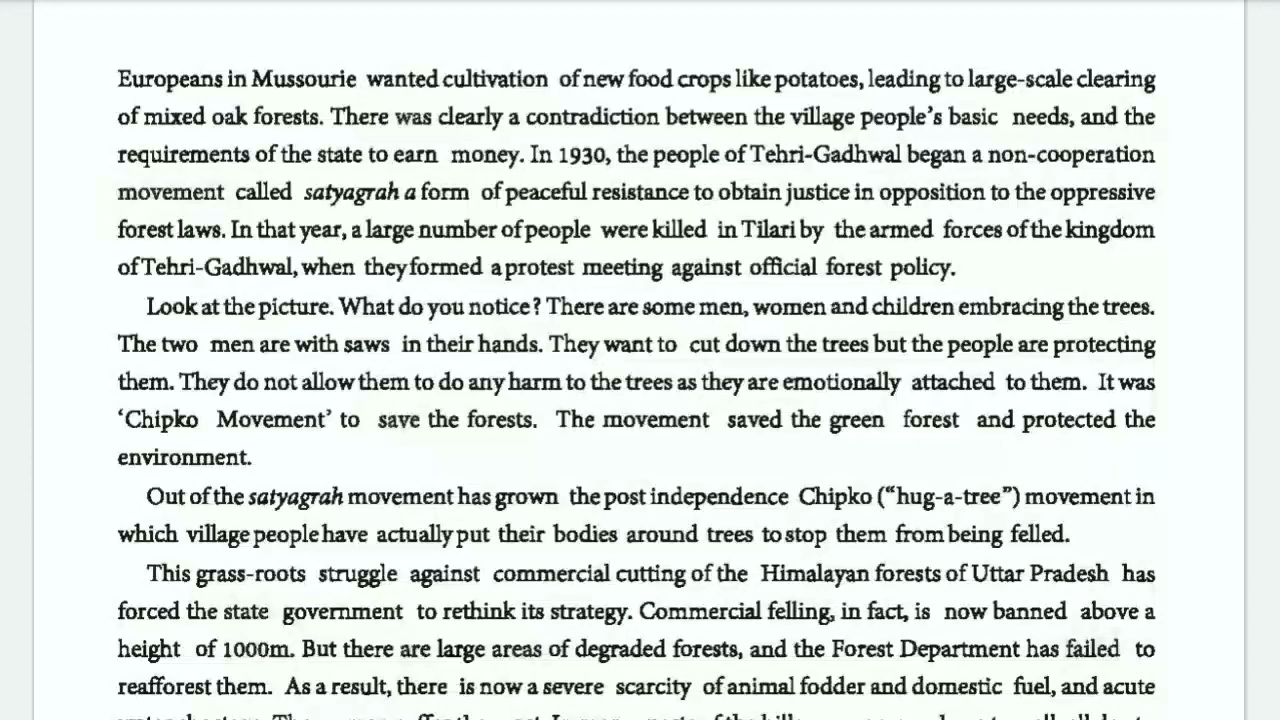 Europeans in Mussourie wanted cultivation of new food crops like potatoes, leading to large-scale clearing
of mixed oak forests. There was clearly a contradiction between the village people's basic needs, and the
requirements of the state to earn money. In 1930, the people of Tehri-Gadhwal began a non-cooperation
movement called satyagrah a form of peaceful resistance to obtain justice in opposition to the oppressive
forest laws. In that year, a large number of people were killed in Tilari by the armed forces of the kingdom
of Tehri-Gadhwal, when they formed a protest meeting against official forest policy.
Look at the picture. What do you notice? There are some men, women and children embracing the trees.
The two men are with saws in their hands. They want to cut down the trees but the people are protecting
them. They do not allow them to do any harm to the trees as they are emotionally attached to them. It was
‘Chipko Movement’ to save the forests. The movement saved the green forest and protected the
environment.
Out of the satyagrah movement has grown the post independence Chipko (“hug-a-tree”) movement in
which village people have actually put their bodies around trees to stop them from being felled.
This grass-roots struggle against commercial cutting of the Himalayan forests of Uttar Pradesh has
forced the state government to rethink its strategy. Commercial felling, in fact, is now banned above a
height of 1000m. But there are large areas of degraded forests, and the Forest Department has failed to
reafforest them. As a result, there is now a severe scarcity of animal fodder and domestic fuel, and acute